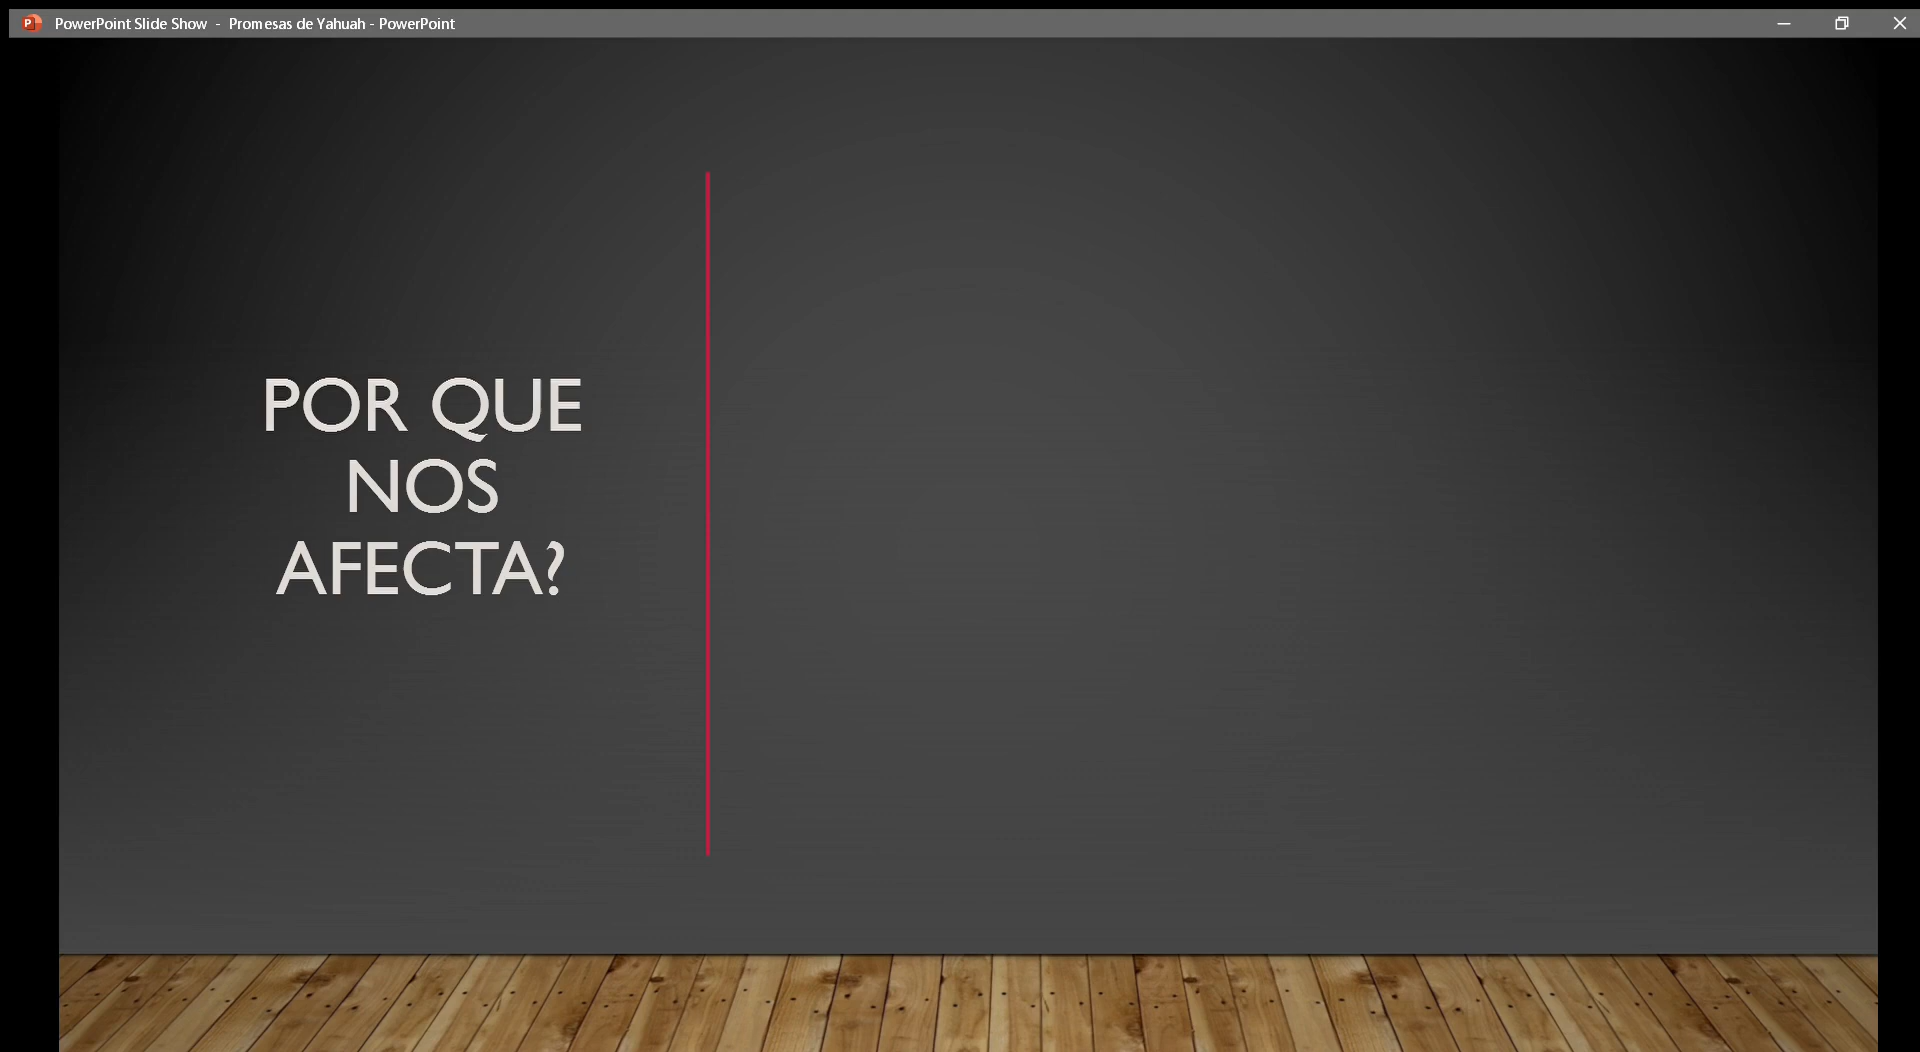 PowerPoint Slide Show - Promesas de Yahuah - PowerPoint
POR QUE
NOS
AFECTA?